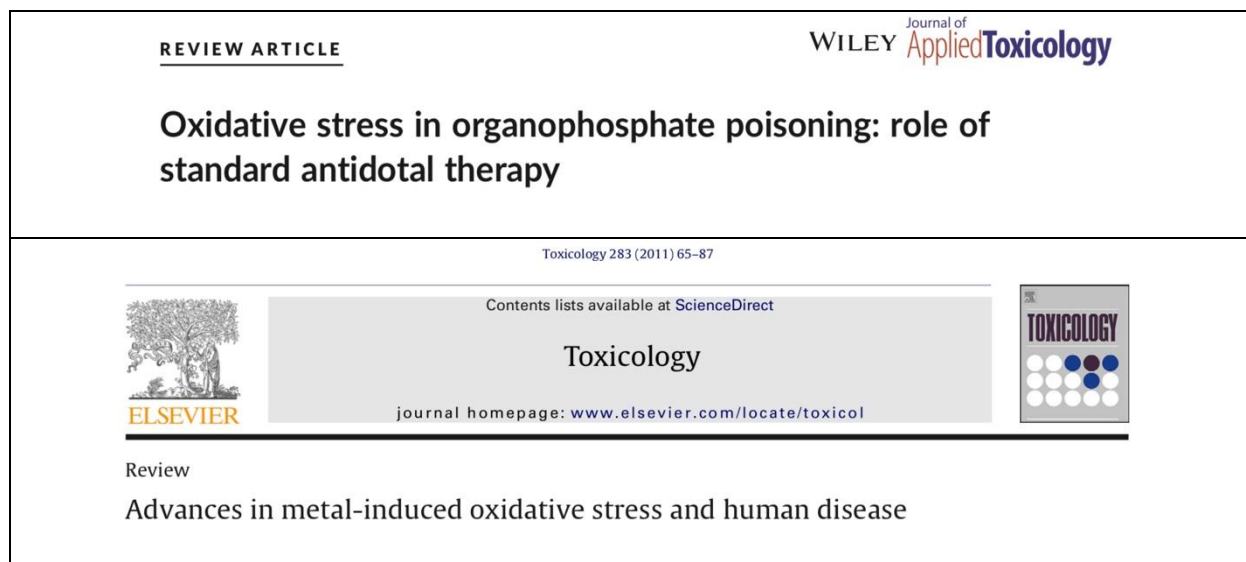 REVIEW ARTICLE
WILEY Journal of
AppliedToxicology
Oxidative stress in organophosphate poisoning: role of
standard antidotal therapy
Toxicology 283 (2011) 65–87
Contents lists available at ScienceDirect
Toxicology
journal homepage: www.elsevier.com/locate/toxicol
ELSEVIER
TOXICOLOGY
Review
Advances in metal-induced oxidative stress and human disease